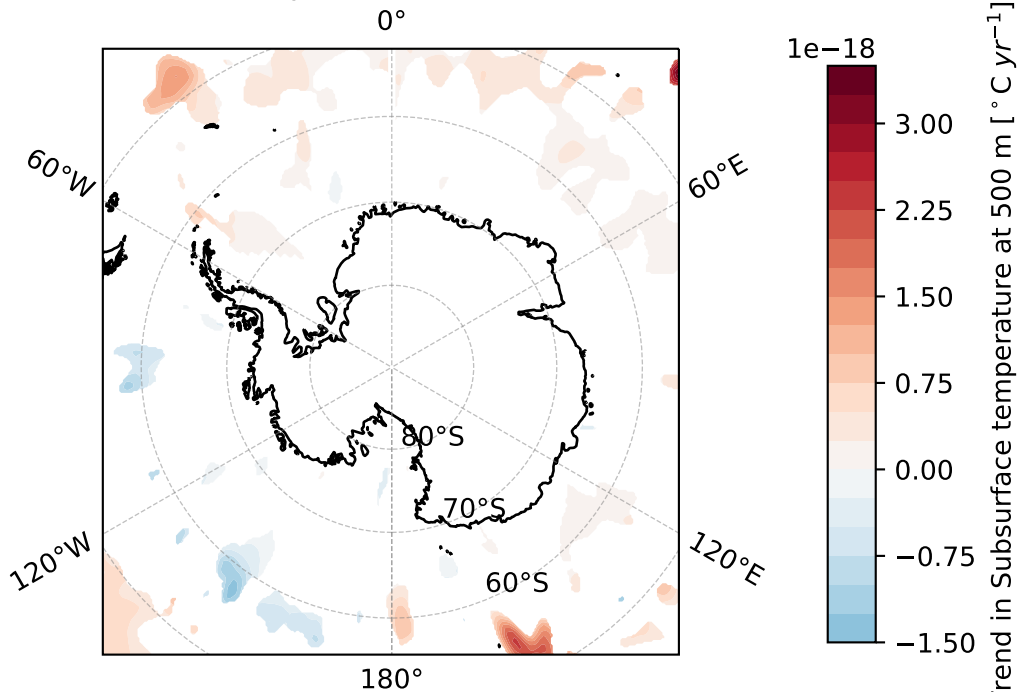 0°
1e−18
60°W
60°E
3.00
2.25
1.50
0.75
0.00
−0.75
−1.50
80°S
70°S
60°S
120°W
120°E
180°
rend in Subsurface temperature at 500 m [ ° C yr⁻¹]